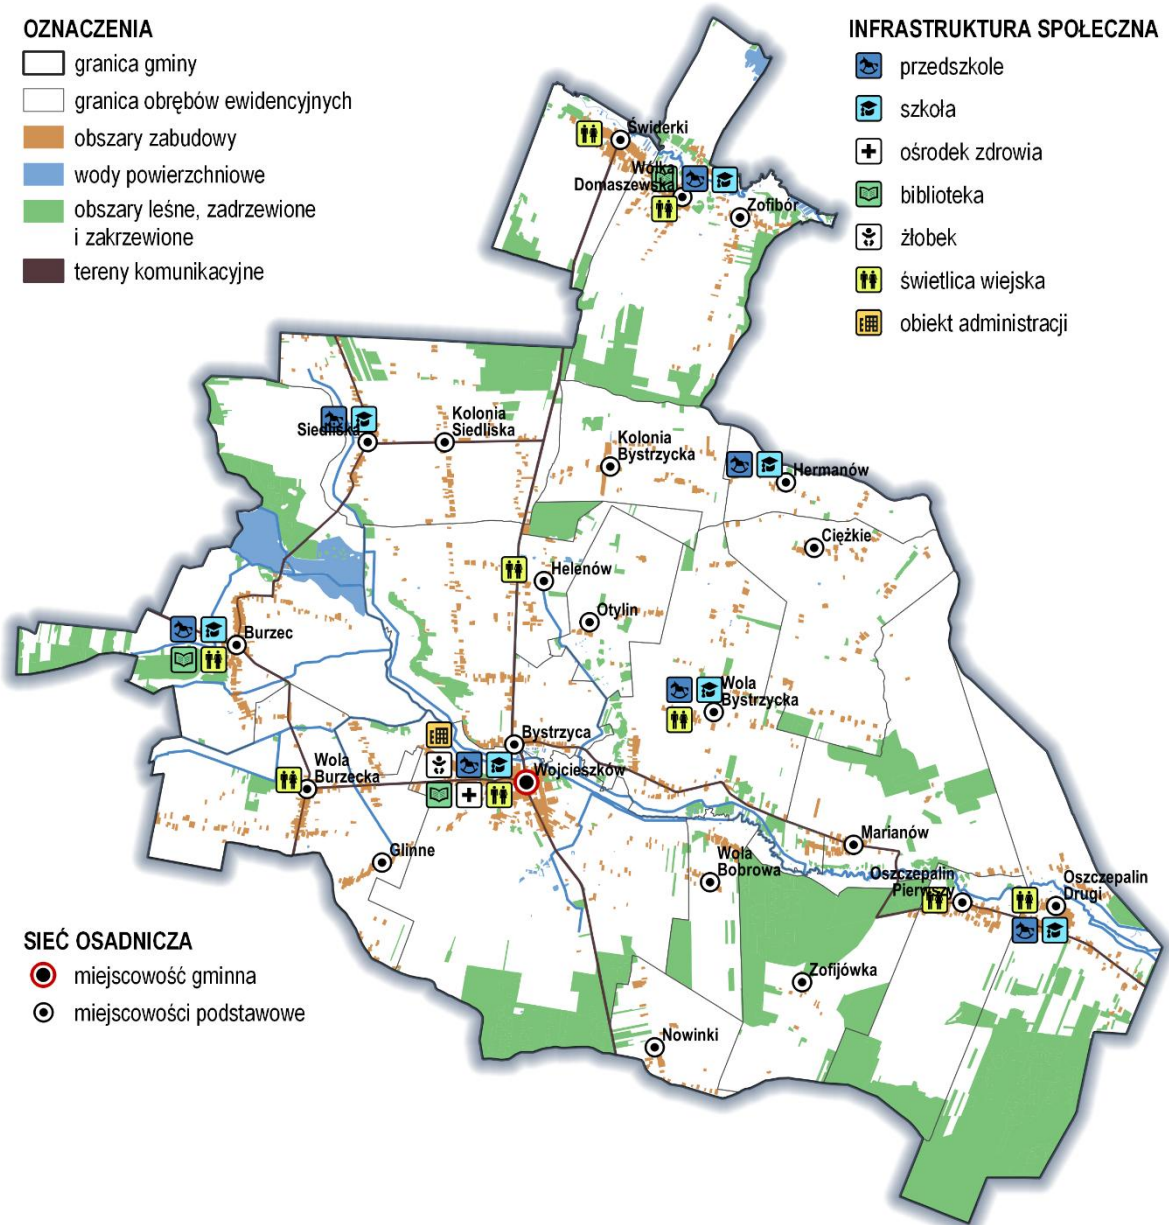 OZNACZENIA
granica gminy
granica obrębów ewidencyjnych
obszary zabudowy
wody powierzchniowe
obszary leśne, zadrzewione
i zakrzewione
tereny komunikacyjne
INFRASTRUKTURA SPOŁECZNA
przedszkole
szkoła
ośrodek zdrowia
biblioteka
żłobek
świetlica wiejska
obiekt administracji
Świderki
Wólka
Domaszewska
Zofibór
Siedliska
Kolonia
Siedliska
Kolonia
Bystrzycka
Hermanów
Ciężkie
Helenów
Otylin
Burzec
Wola
Bystrzycka
Bystrzyca
Wojcieszków
Wola
Burzecka
Glinne
Marianów
Wola
Bobrowa
Oszczepalin
Pierwszy
Oszczepalin
Drugi
Zofijówka
Nowinki
SIEĆ OSADNICZA
miejscowość gminna
miejscowości podstawowe